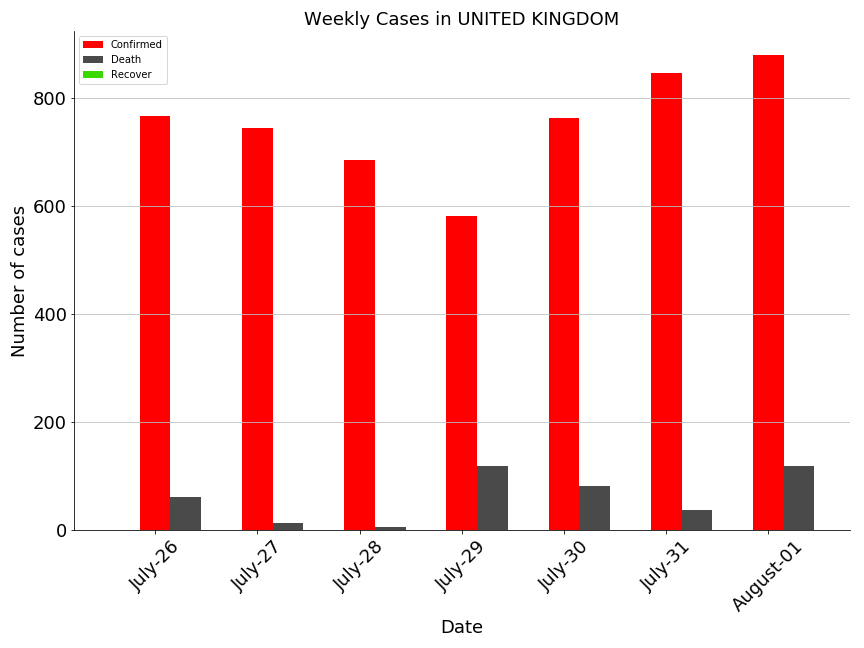 Weekly Cases in UNITED KINGDOM
Confirmed
Death
Recover
800
600
400
200
0
Number of cases
July-26
July-27
July-28
July-29
July-30
July-31
August-01
Date